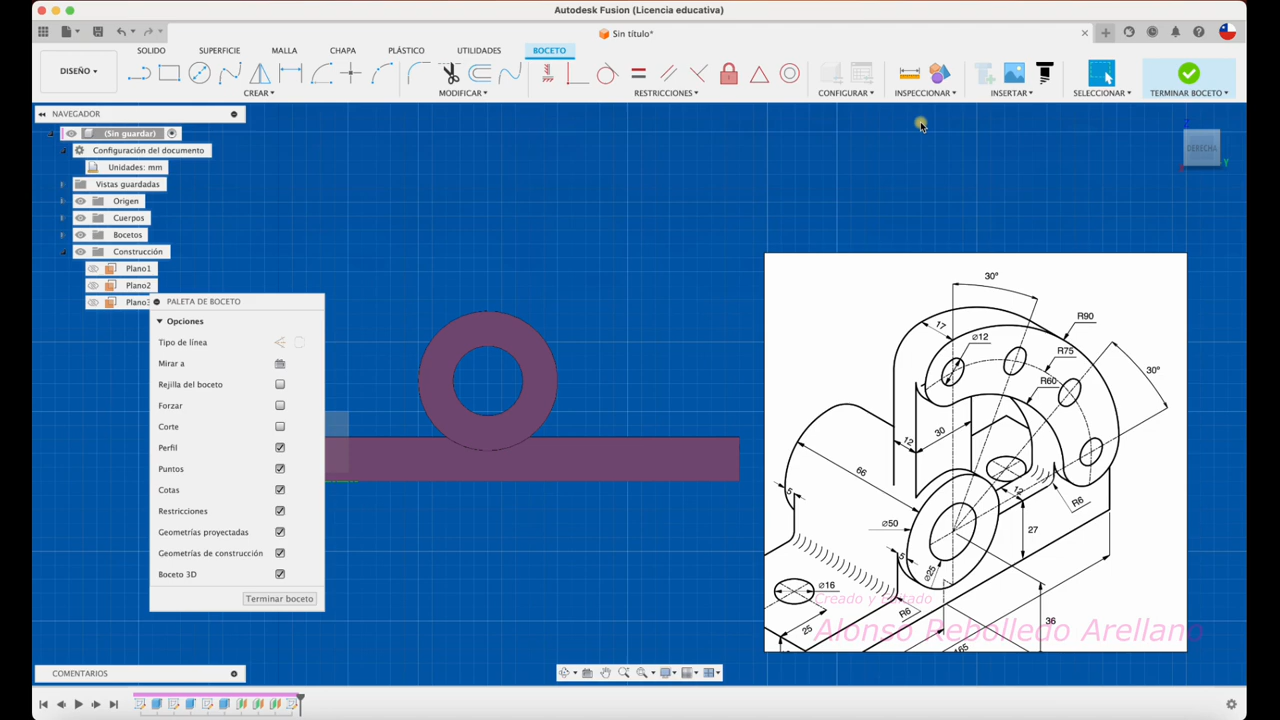 Autodesk Fusion (Licencia educativa)
Sin título*
SOLIDO SUPERFICIE MALLA CHAPA PLÁSTICO UTILIDADES BOCETO
DISEÑO
CREAR MODIFICAR RESTRICCIONES CONFIGURAR INSPECCIONAR INSERTAR SELECCIONAR TERMINAR BOCETO
NAVEGADOR
(Sin guardar)
Configuración del documento
Unidades: mm
Vistas guardadas
Origen
Cuerpos
Bocetos
Construcción
Plano1
Plano2
Plano3
PALETA DE BOCETO
Opciones
Tipo de línea
Mirar a
Rejilla del boceto
Forzar
Corte
Perfil
Puntos
Cotas
Restricciones
Geometrías proyectadas
Geometrías de construcción
Boceto 3D
Terminar boceto
DERECHA
Z
Y
30°
R90
17
⌀12
R75
30°
R60
30
12
66
5
12
R6
⌀50
27
5
⌀25
⌀16
R6
25
36
165
Creado y editado
Alonso Rebolledo Arellano
COMENTARIOS